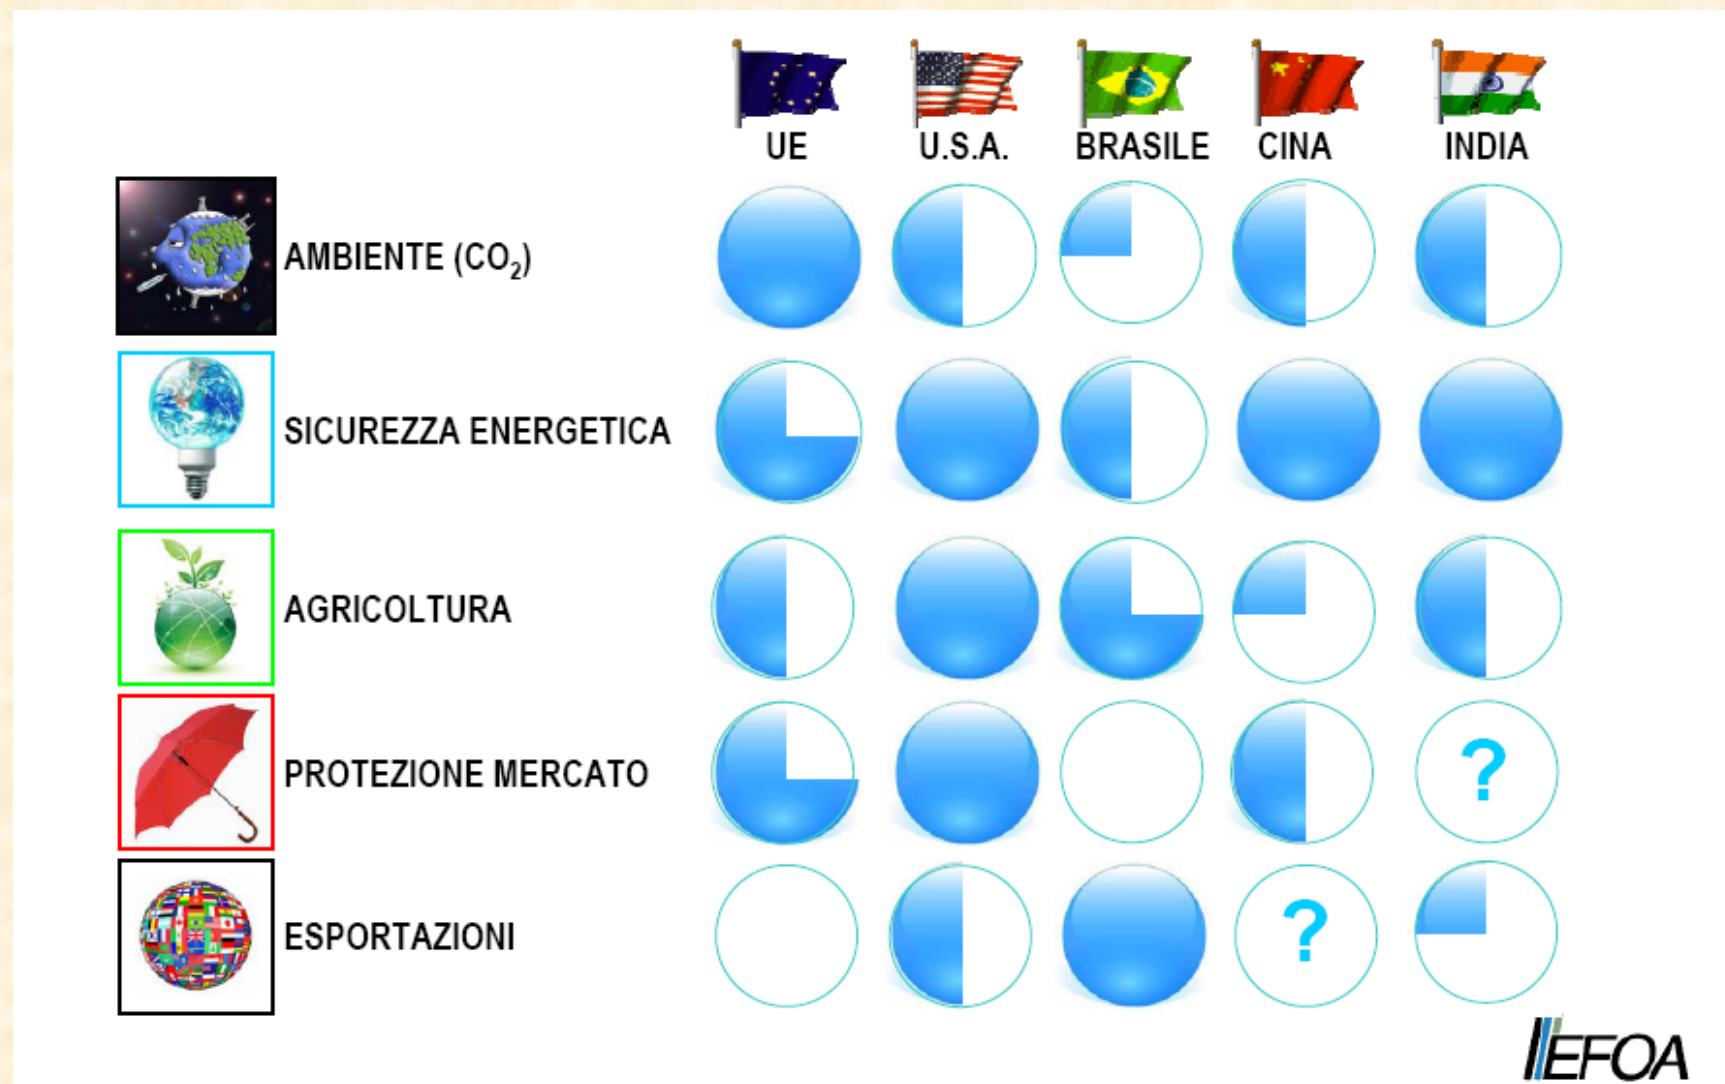 UE U.S.A. BRASILE CINA INDIA
AMBIENTE (CO₂)
SICUREZZA ENERGETICA
AGRICOLTURA
PROTEZIONE MERCATO ?
ESPORTAZIONI ?
EFOA